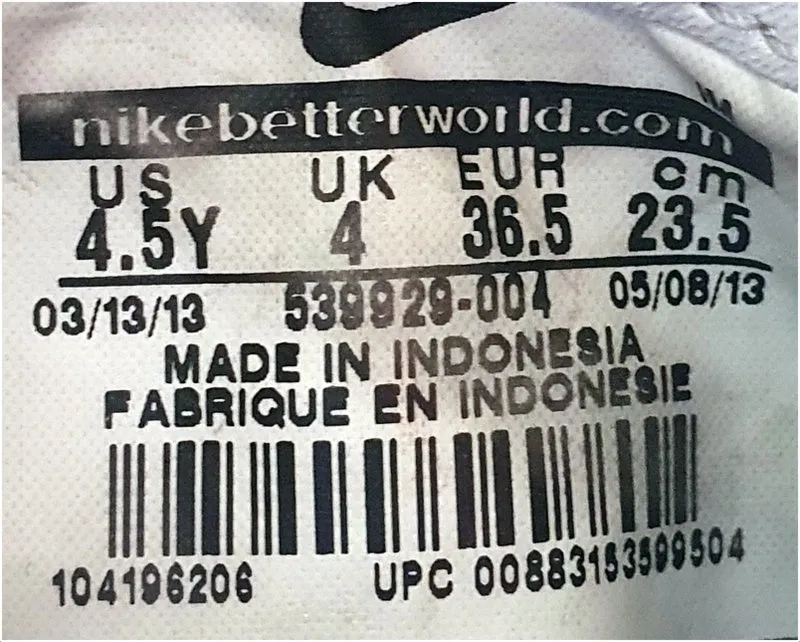 nikebetterworld.com
US UK EUR cm
4.5Y 4 36.5 23.5
03/13/13 539929-004 05/08/13
MADE IN INDONESIA
FABRIQUE EN INDONESIE
104196206 UPC 00883153599504